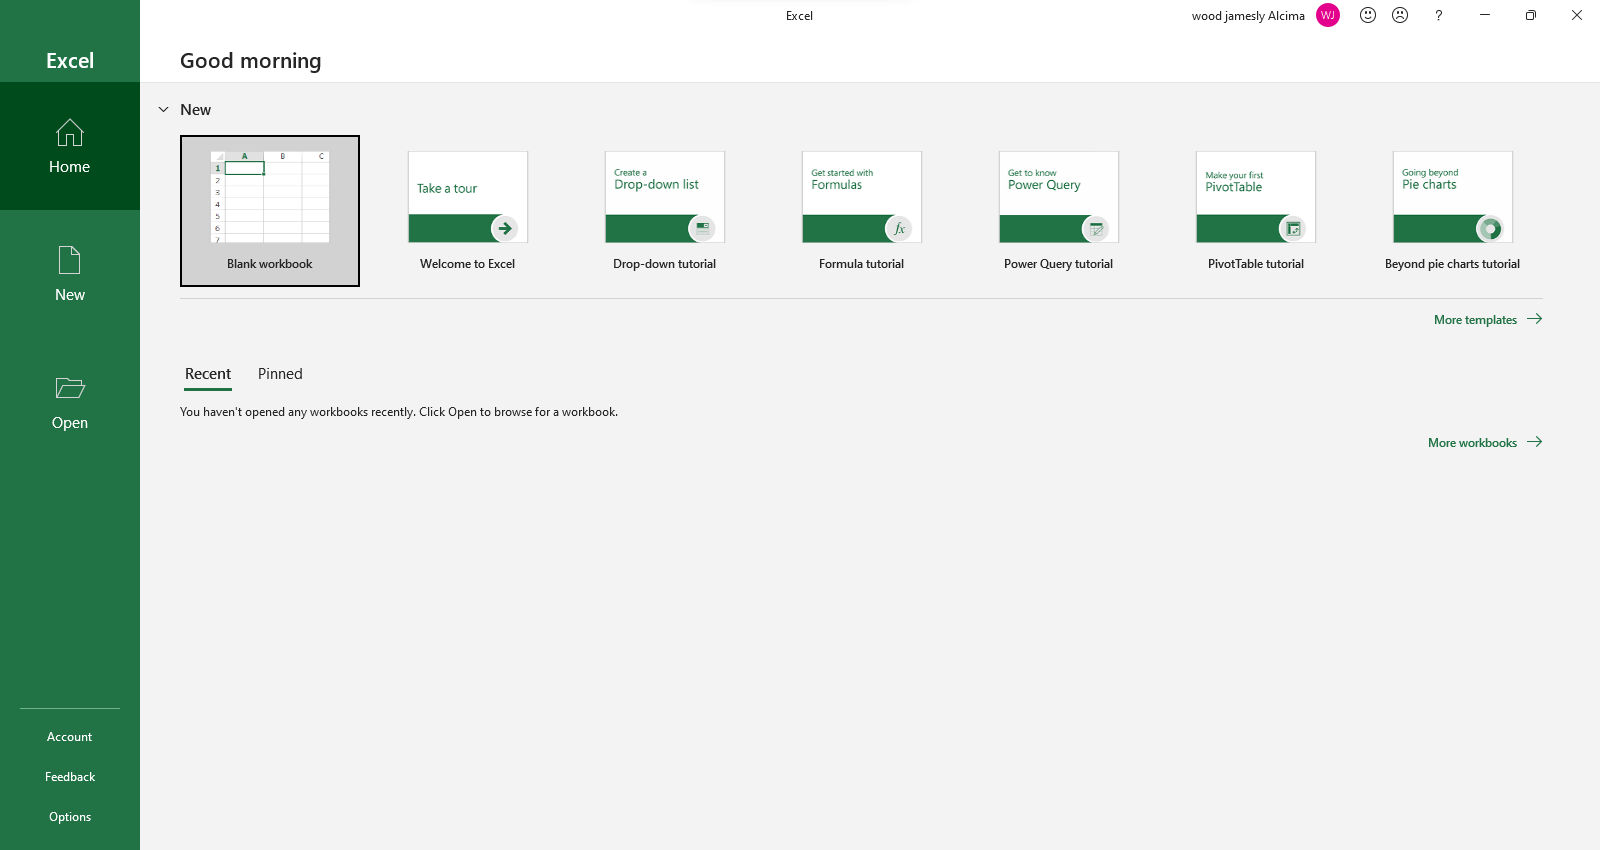 Excel
wood jamesly Alcima
WJ
?
Excel
Good morning
Home
New
Open
Account
Feedback
Options
New
A B C
1
2
3
4
5
6
7
Blank workbook
Take a tour
Welcome to Excel
Create a
Drop-down list
Drop-down tutorial
Get started with
Formulas
fx
Formula tutorial
Get to know
Power Query
Power Query tutorial
Make your first
PivotTable
PivotTable tutorial
Going beyond
Pie charts
Beyond pie charts tutorial
More templates
Recent Pinned
You haven't opened any workbooks recently. Click Open to browse for a workbook.
More workbooks